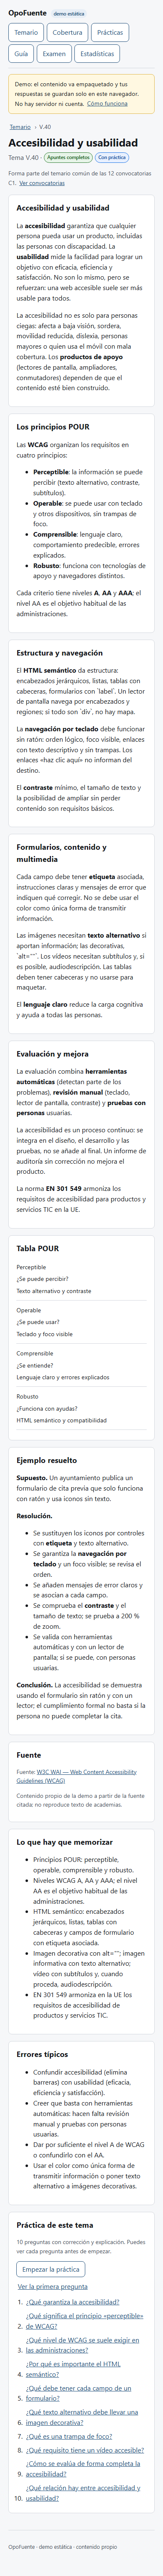 OpoFuente demo estática
Temario Cobertura Prácticas
Guía Examen Estadísticas
Demo: el contenido va empaquetado y tus
respuestas se guardan solo en este navegador.
No hay servidor ni cuenta. Cómo funciona
Temario › V.40
Accesibilidad y usabilidad
Tema V.40 · Apuntes completos Con práctica
Forma parte del temario común de las 12 convocatorias
C1. Ver convocatorias
Accesibilidad y usabilidad
La accesibilidad garantiza que cualquier
persona pueda usar un producto, incluidas
las personas con discapacidad. La
usabilidad mide la facilidad para lograr un
objetivo con eficacia, eficiencia y
satisfacción. No son lo mismo, pero se
refuerzan: una web accesible suele ser más
usable para todos.
La accesibilidad no es solo para personas
ciegas: afecta a baja visión, sordera,
movilidad reducida, dislexia, personas
mayores o quien usa el móvil con mala
cobertura. Los productos de apoyo
(lectores de pantalla, ampliadores,
conmutadores) dependen de que el
contenido esté bien construido.
Los principios POUR
Las WCAG organizan los requisitos en
cuatro principios:
Perceptible: la información se puede
percibir (texto alternativo, contraste,
subtítulos).
Operable: se puede usar con teclado
y otros dispositivos, sin trampas de
foco.
Comprensible: lenguaje claro,
comportamiento predecible, errores
explicados.
Robusto: funciona con tecnologías de
apoyo y navegadores distintos.
Cada criterio tiene niveles A, AA y AAA; el
nivel AA es el objetivo habitual de las
administraciones.
Estructura y navegación
El HTML semántico da estructura:
encabezados jerárquicos, listas, tablas con
cabeceras, formularios con `label`. Un lector
de pantalla navega por encabezados y
regiones; si todo son `div`, no hay mapa.
La navegación por teclado debe funcionar
sin ratón: orden lógico, foco visible, enlaces
con texto descriptivo y sin trampas. Los
enlaces «haz clic aquí» no informan del
destino.
El contraste mínimo, el tamaño de texto y
la posibilidad de ampliar sin perder
contenido son requisitos básicos.
Formularios, contenido y
multimedia
Cada campo debe tener etiqueta asociada,
instrucciones claras y mensajes de error que
indiquen qué corregir. No se debe usar el
color como única forma de transmitir
información.
Las imágenes necesitan texto alternativo si
aportan información; las decorativas,
`alt=""`. Los vídeos necesitan subtítulos y, si
es posible, audiodescripción. Las tablas
deben tener cabeceras y no usarse para
maquetar.
El lenguaje claro reduce la carga cognitiva
y ayuda a todas las personas.
Evaluación y mejora
La evaluación combina herramientas
automáticas (detectan parte de los
problemas), revisión manual (teclado,
lector de pantalla, contraste) y pruebas con
personas usuarias.
La accesibilidad es un proceso continuo: se
integra en el diseño, el desarrollo y las
pruebas, no se añade al final. Un informe de
auditoría sin corrección no mejora el
producto.
La norma EN 301 549 armoniza los
requisitos de accesibilidad para productos y
servicios TIC en la UE.
Tabla POUR
Perceptible
¿Se puede percibir?
Texto alternativo y contraste
Operable
¿Se puede usar?
Teclado y foco visible
Comprensible
¿Se entiende?
Lenguaje claro y errores explicados
Robusto
¿Funciona con ayudas?
HTML semántico y compatibilidad
Ejemplo resuelto
Supuesto. Un ayuntamiento publica un
formulario de cita previa que solo funciona
con ratón y usa iconos sin texto.
Resolución.
Se sustituyen los iconos por controles
con etiqueta y texto alternativo.
Se garantiza la navegación por
teclado y un foco visible; se revisa el
orden.
Se añaden mensajes de error claros y
se asocian a cada campo.
Se comprueba el contraste y el
tamaño de texto; se prueba a 200 %
de zoom.
Se valida con herramientas
automáticas y con un lector de
pantalla; si se puede, con personas
usuarias.
Conclusión. La accesibilidad se demuestra
usando el formulario sin ratón y con un
lector; el cumplimiento formal no basta si la
persona no puede completar la cita.
Fuente
Fuente: W3C WAI — Web Content Accessibility
Guidelines (WCAG)
Contenido propio de la demo a partir de la fuente
citada; no reproduce texto de academias.
Lo que hay que memorizar
Principios POUR: perceptible,
operable, comprensible y robusto.
Niveles WCAG A, AA y AAA; el nivel
AA es el objetivo habitual de las
administraciones.
HTML semántico: encabezados
jerárquicos, listas, tablas con
cabeceras y campos de formulario
con etiqueta asociada.
Imagen decorativa con alt=""; imagen
informativa con texto alternativo;
vídeo con subtítulos y, cuando
proceda, audiodescripción.
EN 301 549 armoniza en la UE los
requisitos de accesibilidad de
productos y servicios TIC.
Errores típicos
Confundir accesibilidad (elimina
barreras) con usabilidad (eficacia,
eficiencia y satisfacción).
Creer que basta con herramientas
automáticas: hacen falta revisión
manual y pruebas con personas
usuarias.
Dar por suficiente el nivel A de WCAG
o confundirlo con el AA.
Usar el color como única forma de
transmitir información o poner texto
alternativo a imágenes decorativas.
Práctica de este tema
10 preguntas con corrección y explicación. Puedes
ver cada pregunta antes de empezar.
Empezar la práctica
Ver la primera pregunta
1. ¿Qué garantiza la accesibilidad?
¿Qué significa el principio «perceptible»
2. de WCAG?
¿Qué nivel de WCAG se suele exigir en
3. las administraciones?
¿Por qué es importante el HTML
4. semántico?
¿Qué debe tener cada campo de un
5. formulario?
¿Qué texto alternativo debe llevar una
6. imagen decorativa?
7. ¿Qué es una trampa de foco?
8. ¿Qué requisito tiene un vídeo accesible?
¿Cómo se evalúa de forma completa la
9. accesibilidad?
¿Qué relación hay entre accesibilidad y
10. usabilidad?
OpoFuente · demo estática · contenido propio